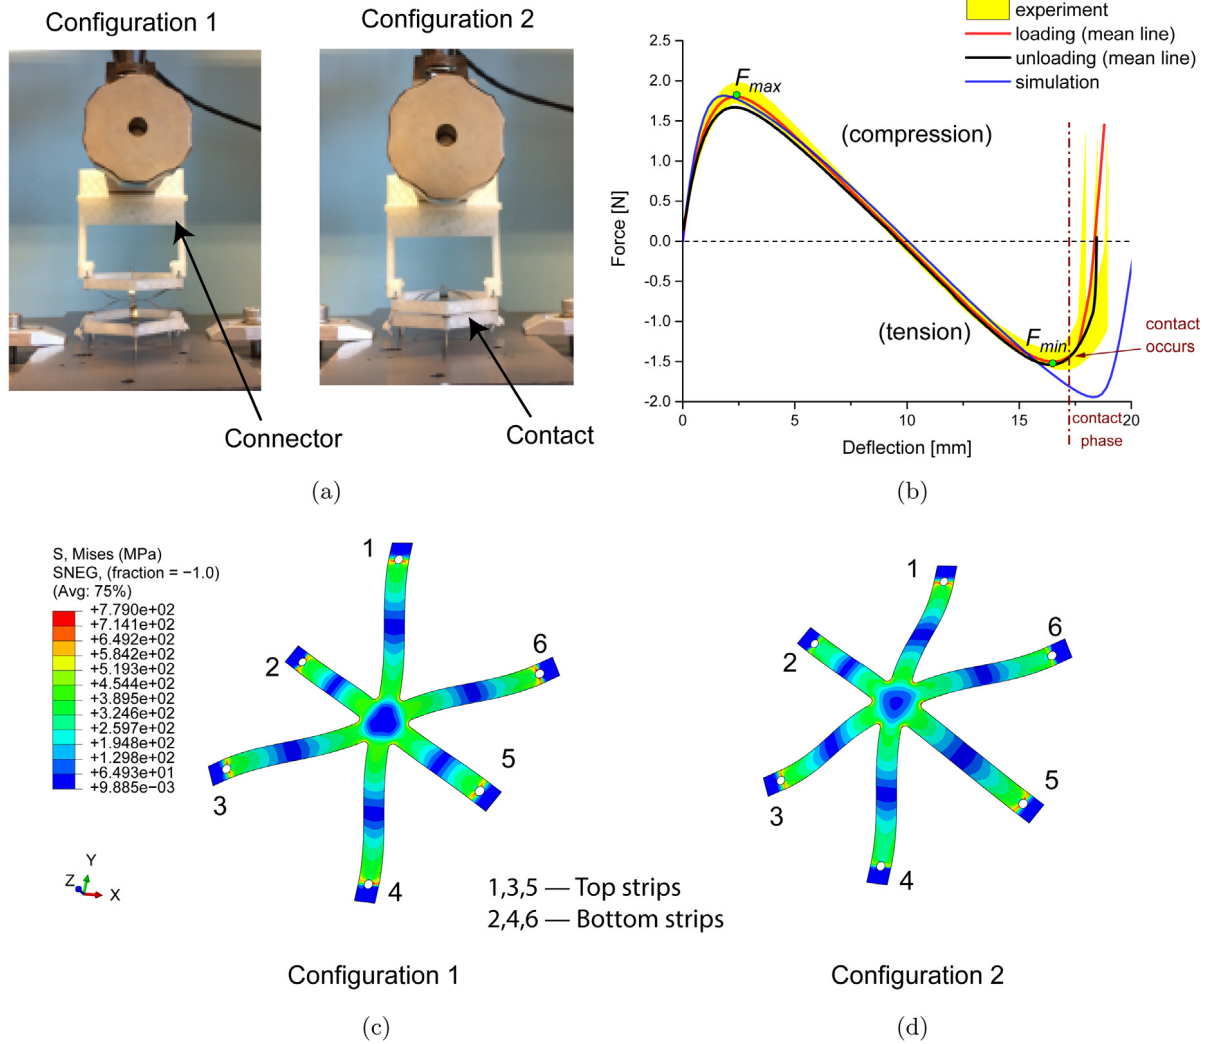 Configuration 1
Configuration 2
Connector
Contact
(a)
experiment
loading (mean line)
unloading (mean line)
simulation
2.5
2.0
1.5
1.0
0.5
0.0
-0.5
-1.0
-1.5
-2.0
Force [N]
Fmax
(compression)
(tension)
Fmin
contact
occurs
0
5
10
15
20
contact
phase
Deflection [mm]
(b)
S, Mises (MPa)
SNEG, (fraction = −1.0)
(Avg: 75%)
+7.790e+02
+7.141e+02
+6.492e+02
+5.842e+02
+5.193e+02
+4.544e+02
+3.895e+02
+3.246e+02
+2.597e+02
+1.948e+02
+1.298e+02
+6.493e+01
+9.885e−03
Y
Z
X
1
2
3
4
5
6
1
2
3
4
5
6
1,3,5 — Top strips
2,4,6 — Bottom strips
Configuration 1
Configuration 2
(c)
(d)